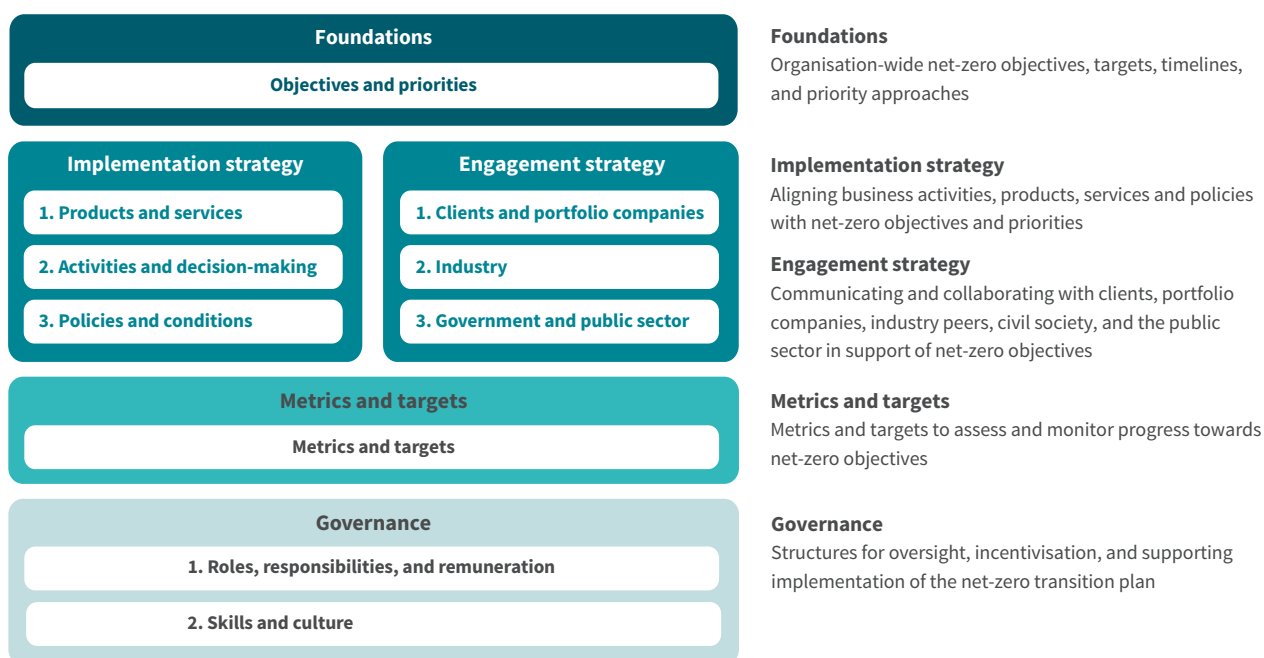 Foundations
Objectives and priorities
Implementation strategy
1. Products and services
2. Activities and decision-making
3. Policies and conditions
Engagement strategy
1. Clients and portfolio companies
2. Industry
3. Government and public sector
Metrics and targets
Metrics and targets
Governance
1. Roles, responsibilities, and remuneration
2. Skills and culture
Foundations
Organisation-wide net-zero objectives, targets, timelines,
and priority approaches
Implementation strategy
Aligning business activities, products, services and policies
with net-zero objectives and priorities
Engagement strategy
Communicating and collaborating with clients, portfolio
companies, industry peers, civil society, and the public
sector in support of net-zero objectives
Metrics and targets
Metrics and targets to assess and monitor progress towards
net-zero objectives
Governance
Structures for oversight, incentivisation, and supporting
implementation of the net-zero transition plan